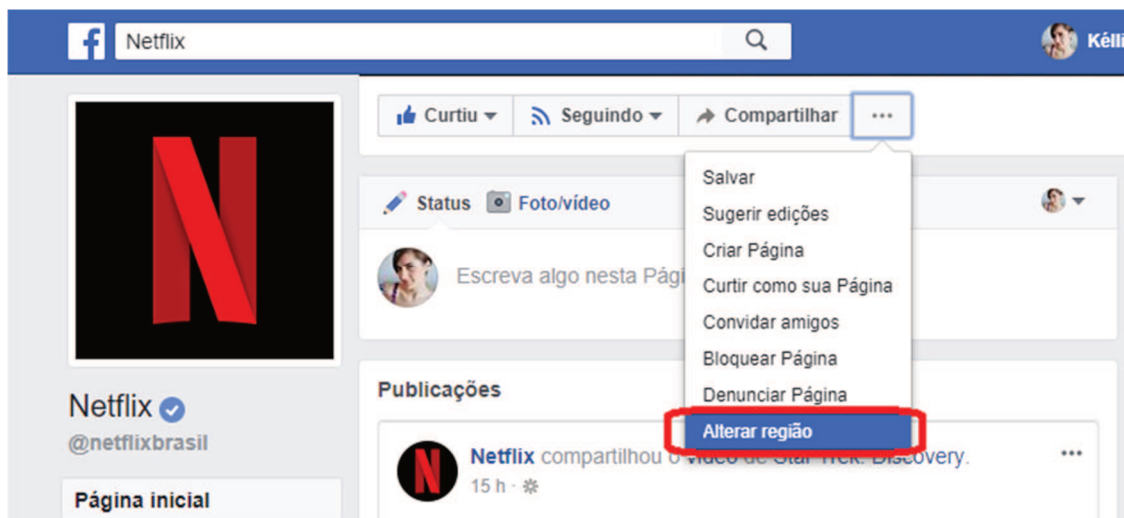 f Netflix Kélli
Curtiu Seguindo Compartilhar ...
Salvar
Status Foto/vídeo
Sugerir edições
Criar Página
Escreva algo nesta Pági
Curtir como sua Página
Convidar amigos
Bloquear Página
Publicações
Denunciar Página
Netflix
Alterar região
@netflixbrasil
N Netflix compartilhou o vídeo de Star Trek: Discovery. ...
15 h ·
Página inicial